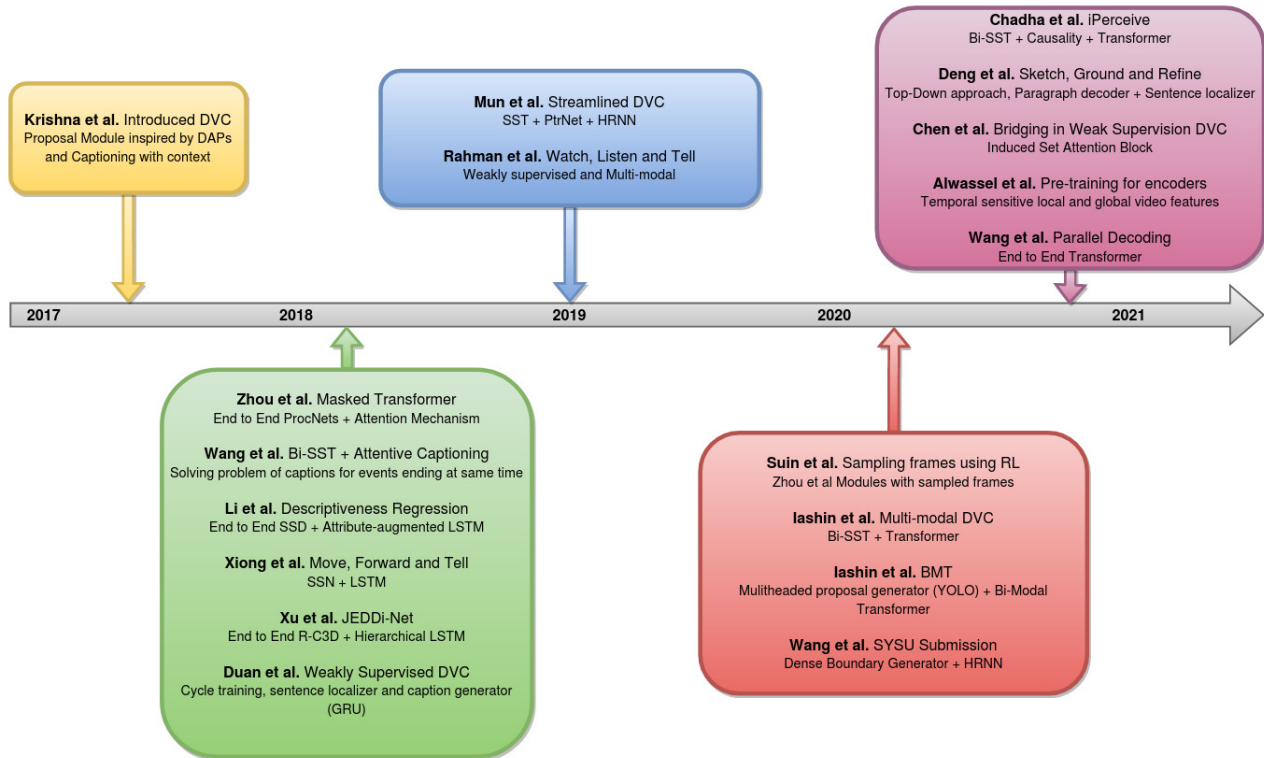 Krishna et al. Introduced DVC
Proposal Module inspired by DAPs
and Captioning with context
Mun et al. Streamlined DVC
SST + PtrNet + HRNN
Rahman et al. Watch, Listen and Tell
Weakly supervised and Multi-modal
Chadha et al. iPerceive
Bi-SST + Causality + Transformer
Deng et al. Sketch, Ground and Refine
Top-Down approach, Paragraph decoder + Sentence localizer
Chen et al. Bridging in Weak Supervision DVC
Induced Set Attention Block
Alwassel et al. Pre-training for encoders
Temporal sensitive local and global video features
Wang et al. Parallel Decoding
End to End Transformer
2017
2018
2019
2020
2021
Zhou et al. Masked Transformer
End to End ProcNets + Attention Mechanism
Wang et al. Bi-SST + Attentive Captioning
Solving problem of captions for events ending at same time
Li et al. Descriptiveness Regression
End to End SSD + Attribute-augmented LSTM
Xiong et al. Move, Forward and Tell
SSN + LSTM
Xu et al. JEDDi-Net
End to End R-C3D + Hierarchical LSTM
Duan et al. Weakly Supervised DVC
Cycle training, sentence localizer and caption generator
(GRU)
Suin et al. Sampling frames using RL
Zhou et al Modules with sampled frames
Iashin et al. Multi-modal DVC
Bi-SST + Transformer
Iashin et al. BMT
Mulitheaded proposal generator (YOLO) + Bi-Modal
Transformer
Wang et al. SYSU Submission
Dense Boundary Generator + HRNN